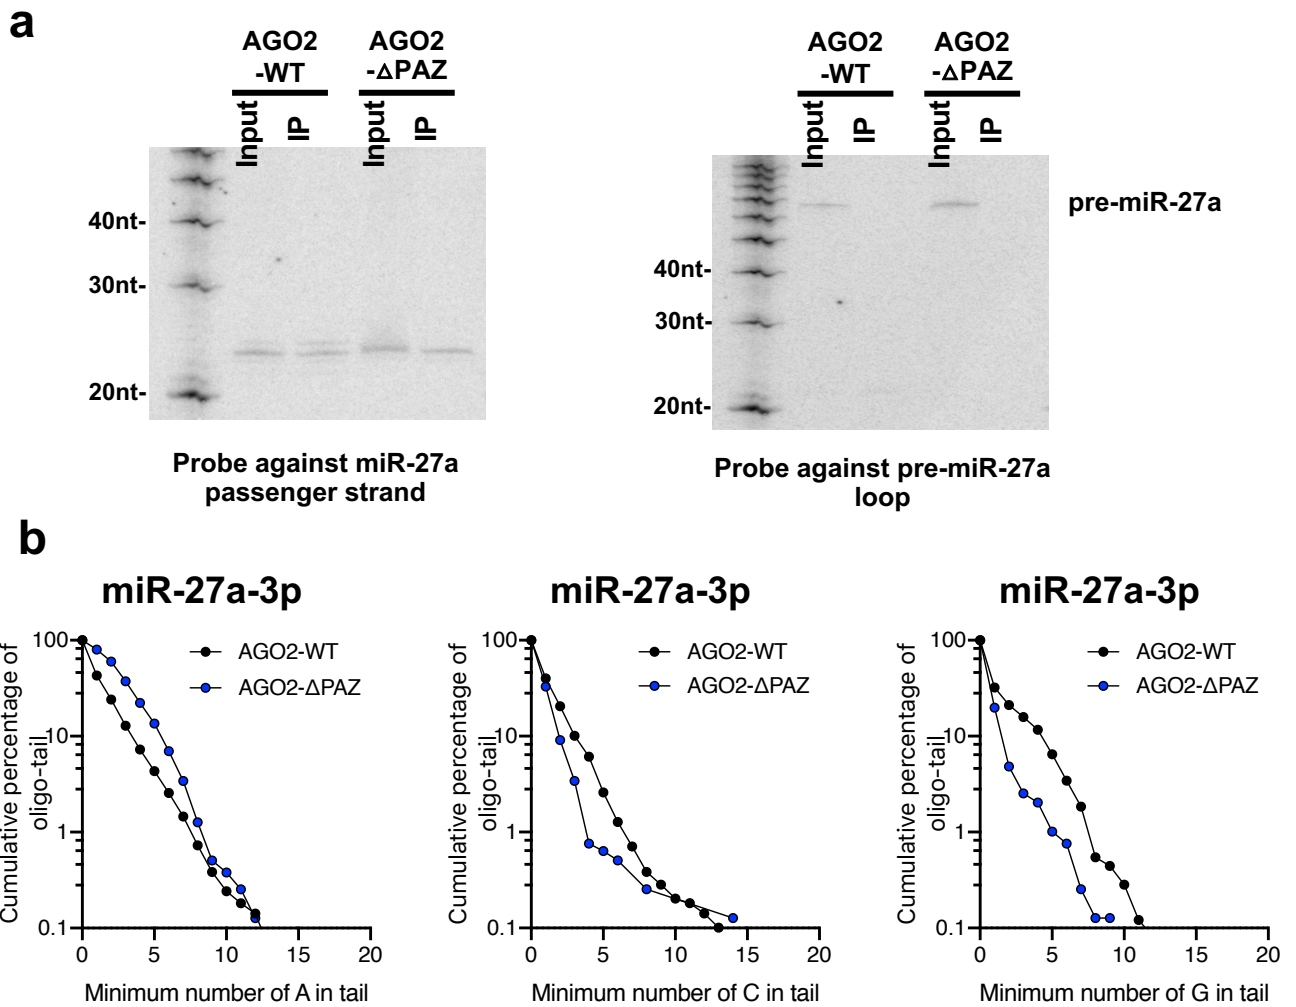 a
AGO2
-WT
AGO2
-ΔPAZ
Input
IP
Input
IP
40nt-
30nt-
20nt-
Probe against miR-27a
passenger strand
AGO2
-WT
AGO2
-ΔPAZ
Input
IP
Input
IP
pre-miR-27a
40nt-
30nt-
20nt-
Probe against pre-miR-27a
loop
b
miR-27a-3p
AGO2-WT
AGO2-ΔPAZ
Cumulative percentage of
oligo-tail
100
10
1
0.1
0 5 10 15 20
Minimum number of A in tail
miR-27a-3p
AGO2-WT
AGO2-ΔPAZ
Cumulative percentage of
oligo-tail
100
10
1
0.1
0 5 10 15 20
Minimum number of C in tail
miR-27a-3p
AGO2-WT
AGO2-ΔPAZ
Cumulative percentage of
oligo-tail
100
10
1
0.1
0 5 10 15 20
Minimum number of G in tail